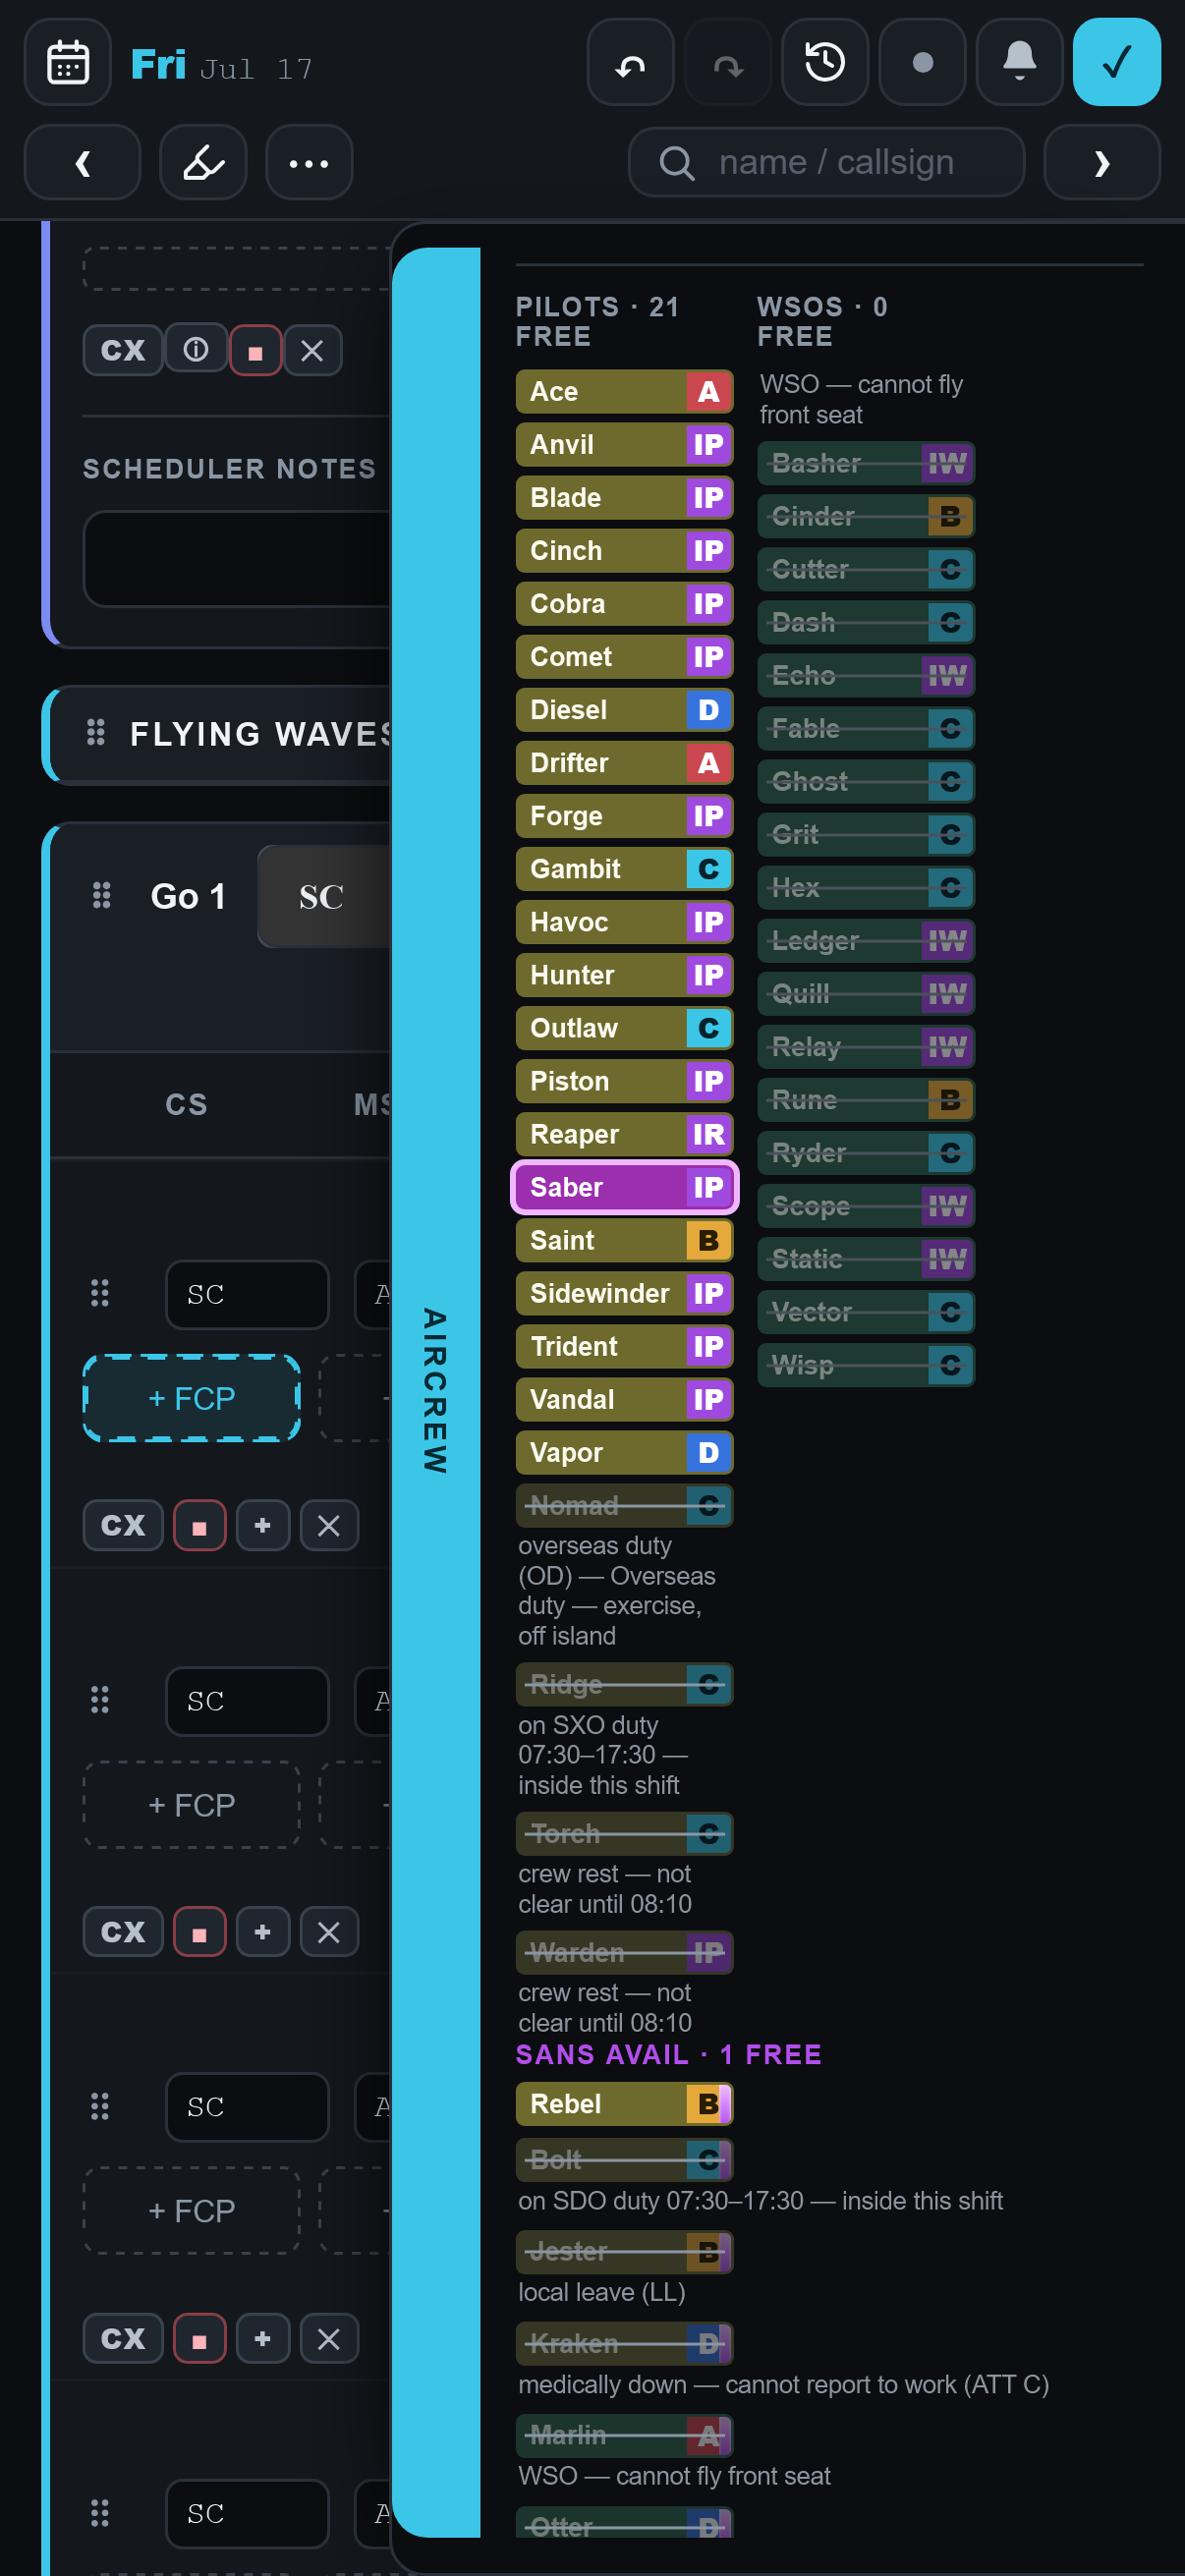 Fri Jul 17
name / callsign
CX
SCHEDULER NOTES
FLYING WAVES
Go 1 SC
CS MS
SC A
+ FCP
CX +
SC A
+ FCP
CX +
SC A
+ FCP
CX +
SC A
AIRCREW
PILOTS · 21
FREE
Ace A
Anvil IP
Blade IP
Cinch IP
Cobra IP
Comet IP
Diesel D
Drifter A
Forge IP
Gambit C
Havoc IP
Hunter IP
Outlaw C
Piston IP
Reaper IR
Saber IP
Saint B
Sidewinder IP
Trident IP
Vandal IP
Vapor D
Nomad C
overseas duty
(OD) — Overseas
duty — exercise,
off island
Ridge C
on SXO duty
07:30–17:30 —
inside this shift
Torch C
crew rest — not
clear until 08:10
Warden IP
crew rest — not
clear until 08:10
WSOS · 0
FREE
WSO — cannot fly
front seat
Basher IW
Cinder B
Cutter C
Dash C
Echo IW
Fable C
Ghost C
Grit C
Hex C
Ledger IW
Quill IW
Relay IW
Rune B
Ryder C
Scope IW
Static IW
Vector C
Wisp C
SANS AVAIL · 1 FREE
Rebel B
Bolt C
on SDO duty 07:30–17:30 — inside this shift
Jester B
local leave (LL)
Kraken D
medically down — cannot report to work (ATT C)
Marlin A
WSO — cannot fly front seat
Otter D